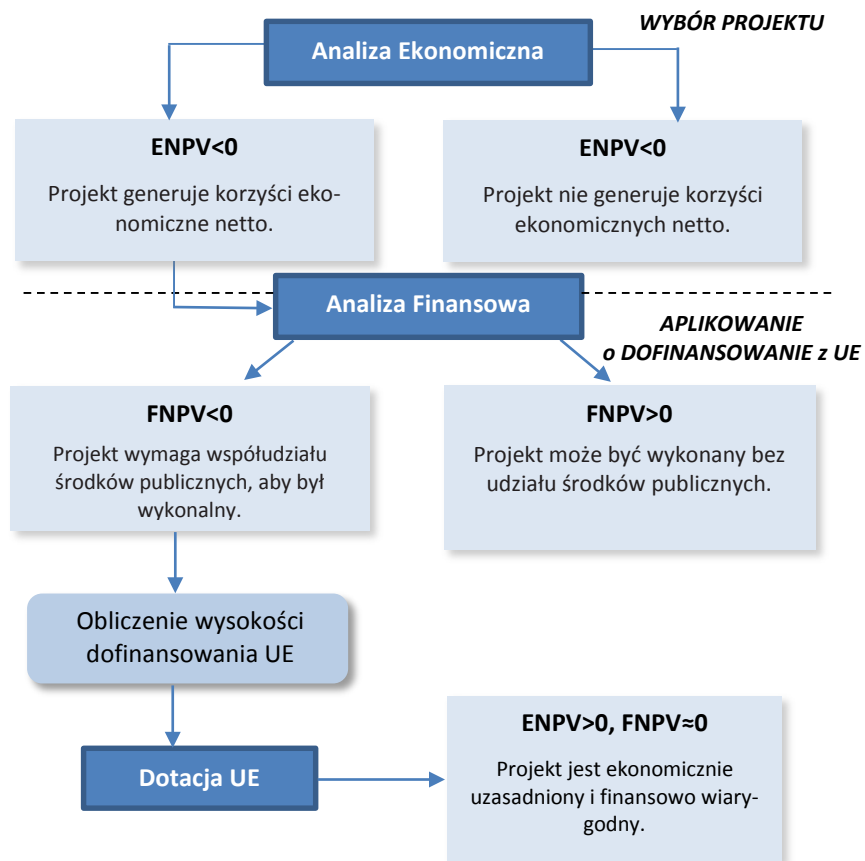 WYBÓR PROJEKTU
Analiza Ekonomiczna
ENPV<0
Projekt generuje korzyści eko-
nomiczne netto.
ENPV<0
Projekt nie generuje korzyści
ekonomicznych netto.
Analiza Finansowa
APLIKOWANIE
o DOFINANSOWANIE z UE
FNPV<0
Projekt wymaga współudziału
środków publicznych, aby był
wykonalny.
FNPV>0
Projekt może być wykonany bez
udziału środków publicznych.
Obliczenie wysokości
dofinansowania UE
Dotacja UE
ENPV>0, FNPV≈0
Projekt jest ekonomicznie
uzasadniony i finansowo wiary-
godny.